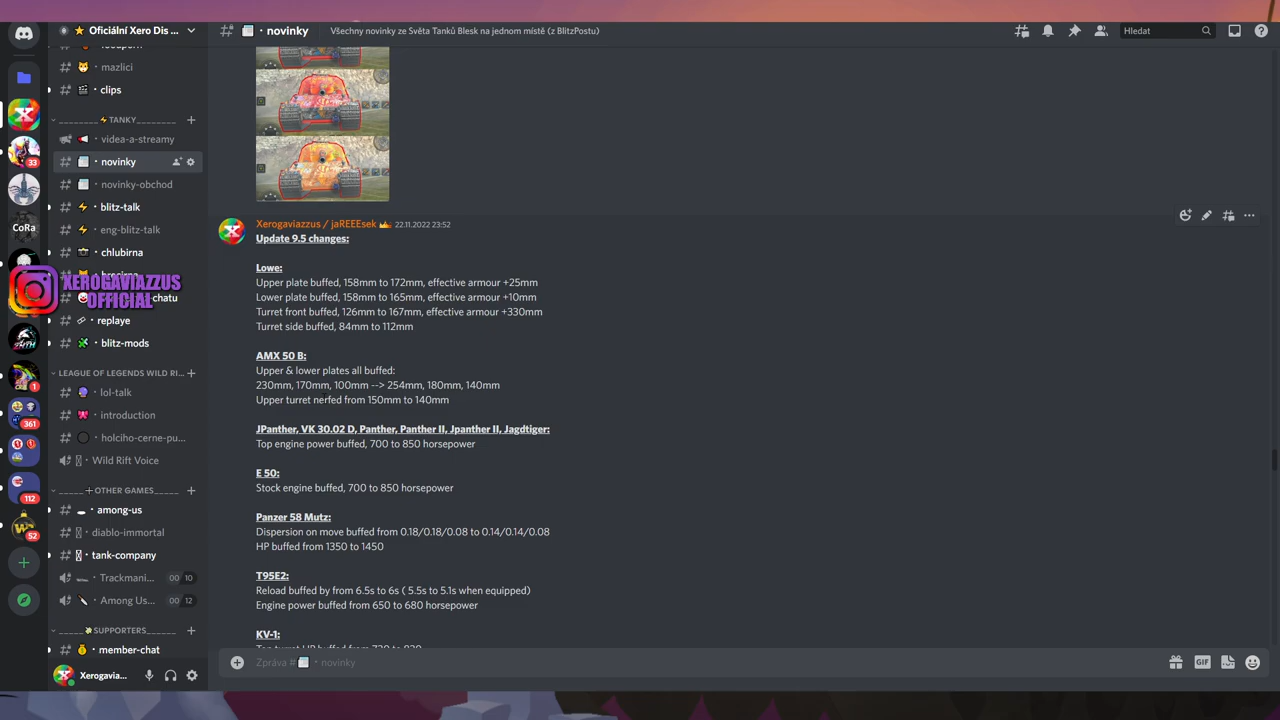 Oficiální Xero Dis ...
novinky
Všechny novinky ze Světa Tanků Blesk na jednom místě (z BlitzPostu)
Hledat
mazlici
clips
TANKY
videa-a-streamy
novinky
novinky-obchod
blitz-talk
eng-blitz-talk
chlubirna
chatu
replaye
blitz-mods
LEAGUE OF LEGENDS WILD RI...
lol-talk
introduction
holciho-cerne-pu...
Wild Rift Voice
OTHER GAMES
among-us
diablo-immortal
tank-company
Trackmani...
00 10
Among Us...
00 12
SUPPORTERS
member-chat
Xerogavia...
33
CoRa
1
361
112
52
XEROGAVIAZZUS
OFFICIAL
Xerogaviazzus / jaREEEsek
22.11.2022 23:52
Update 9.5 changes:
Lowe:
Upper plate buffed, 158mm to 172mm, effective armour +25mm
Lower plate buffed, 158mm to 165mm, effective armour +10mm
Turret front buffed, 126mm to 167mm, effective armour +330mm
Turret side buffed, 84mm to 112mm
AMX 50 B:
Upper & lower plates all buffed:
230mm, 170mm, 100mm --> 254mm, 180mm, 140mm
Upper turret nerfed from 150mm to 140mm
JPanther, VK 30.02 D, Panther, Panther II, Jpanther II, Jagdtiger:
Top engine power buffed, 700 to 850 horsepower
E 50:
Stock engine buffed, 700 to 850 horsepower
Panzer 58 Mutz:
Dispersion on move buffed from 0.18/0.18/0.08 to 0.14/0.14/0.08
HP buffed from 1350 to 1450
T95E2:
Reload buffed by from 6.5s to 6s ( 5.5s to 5.1s when equipped)
Engine power buffed from 650 to 680 horsepower
KV-1:
Zpráva # novinky
GIF